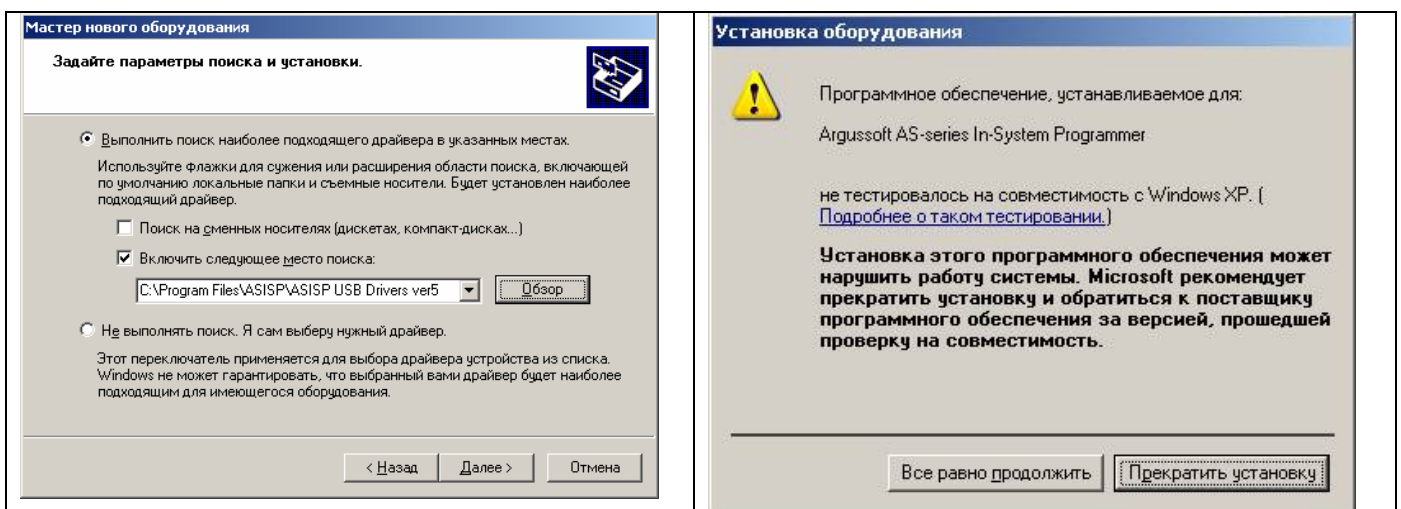 Мастер нового оборудования
Задайте параметры поиска и установки.
Выполнить поиск наиболее подходящего драйвера в указанных местах.
Используйте флажки для сужения или расширения области поиска, включающей
по умолчанию локальные папки и съемные носители. Будет установлен наиболее
подходящий драйвер.
Поиск на сменных носителях (дискетах, компакт-дисках...)
Включить следующее место поиска:
C:\Program Files\ASISP\ASISP USB Drivers ver5
Обзор
Не выполнять поиск. Я сам выберу нужный драйвер.
Этот переключатель применяется для выбора драйвера устройства из списка.
Windows не может гарантировать, что выбранный вами драйвер будет наиболее
подходящим для имеющегося оборудования.
< Назад Далее > Отмена
Установка оборудования
Программное обеспечение, устанавливаемое для:
Argussoft AS-series In-System Programmer
не тестировалось на совместимость с Windows XP. (
Подробнее о таком тестировании.)
Установка этого программного обеспечения может
нарушить работу системы. Microsoft рекомендует
прекратить установку и обратиться к поставщику
программного обеспечения за версией, прошедшей
проверку на совместимость.
Все равно продолжить Прекратить установку